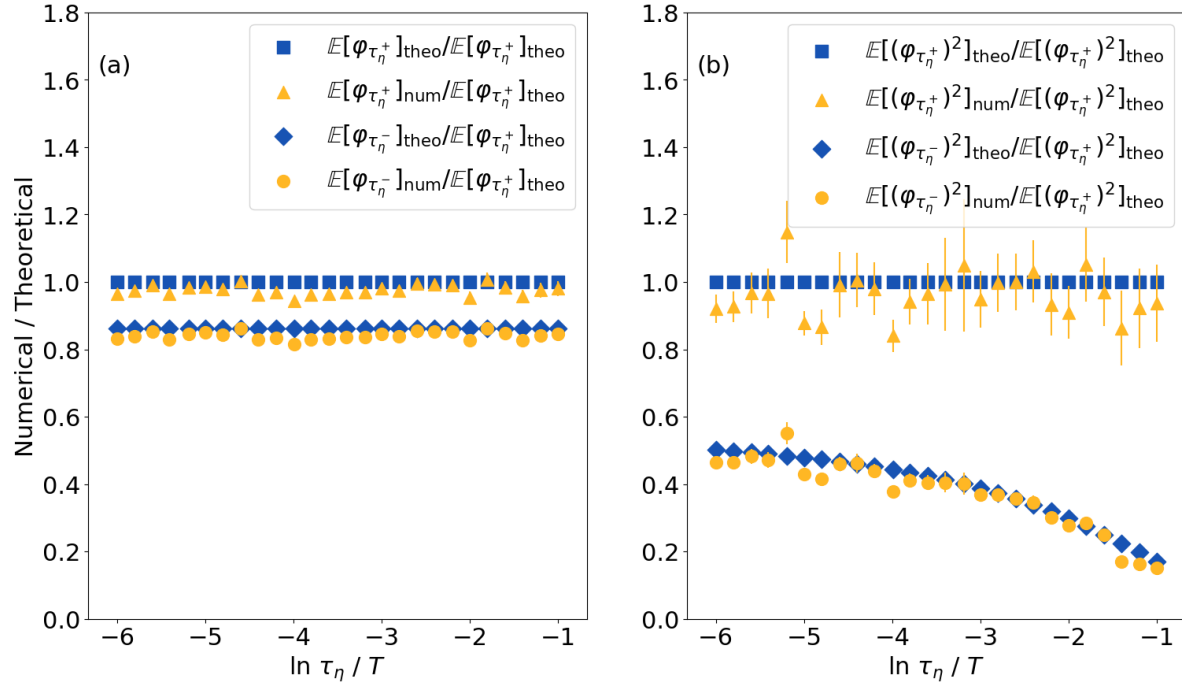 Numerical / Theoretical
1.8
1.6
1.4
1.2
1.0
0.8
0.6
0.4
0.2
0.0
(a)
𝔼[φ_{τ_η^+}]_theo/𝔼[φ_{τ_η^+}]_theo
𝔼[φ_{τ_η^+}]_num/𝔼[φ_{τ_η^+}]_theo
𝔼[φ_{τ_η^-}]_theo/𝔼[φ_{τ_η^+}]_theo
𝔼[φ_{τ_η^-}]_num/𝔼[φ_{τ_η^+}]_theo
−6 −5 −4 −3 −2 −1
ln τ_η / T
1.8
1.6
1.4
1.2
1.0
0.8
0.6
0.4
0.2
0.0
(b)
𝔼[(φ_{τ_η^+})²]_theo/𝔼[(φ_{τ_η^+})²]_theo
𝔼[(φ_{τ_η^+})²]_num/𝔼[(φ_{τ_η^+})²]_theo
𝔼[(φ_{τ_η^-})²]_theo/𝔼[(φ_{τ_η^+})²]_theo
𝔼[(φ_{τ_η^-})²]_num/𝔼[(φ_{τ_η^+})²]_theo
−6 −5 −4 −3 −2 −1
ln τ_η / T